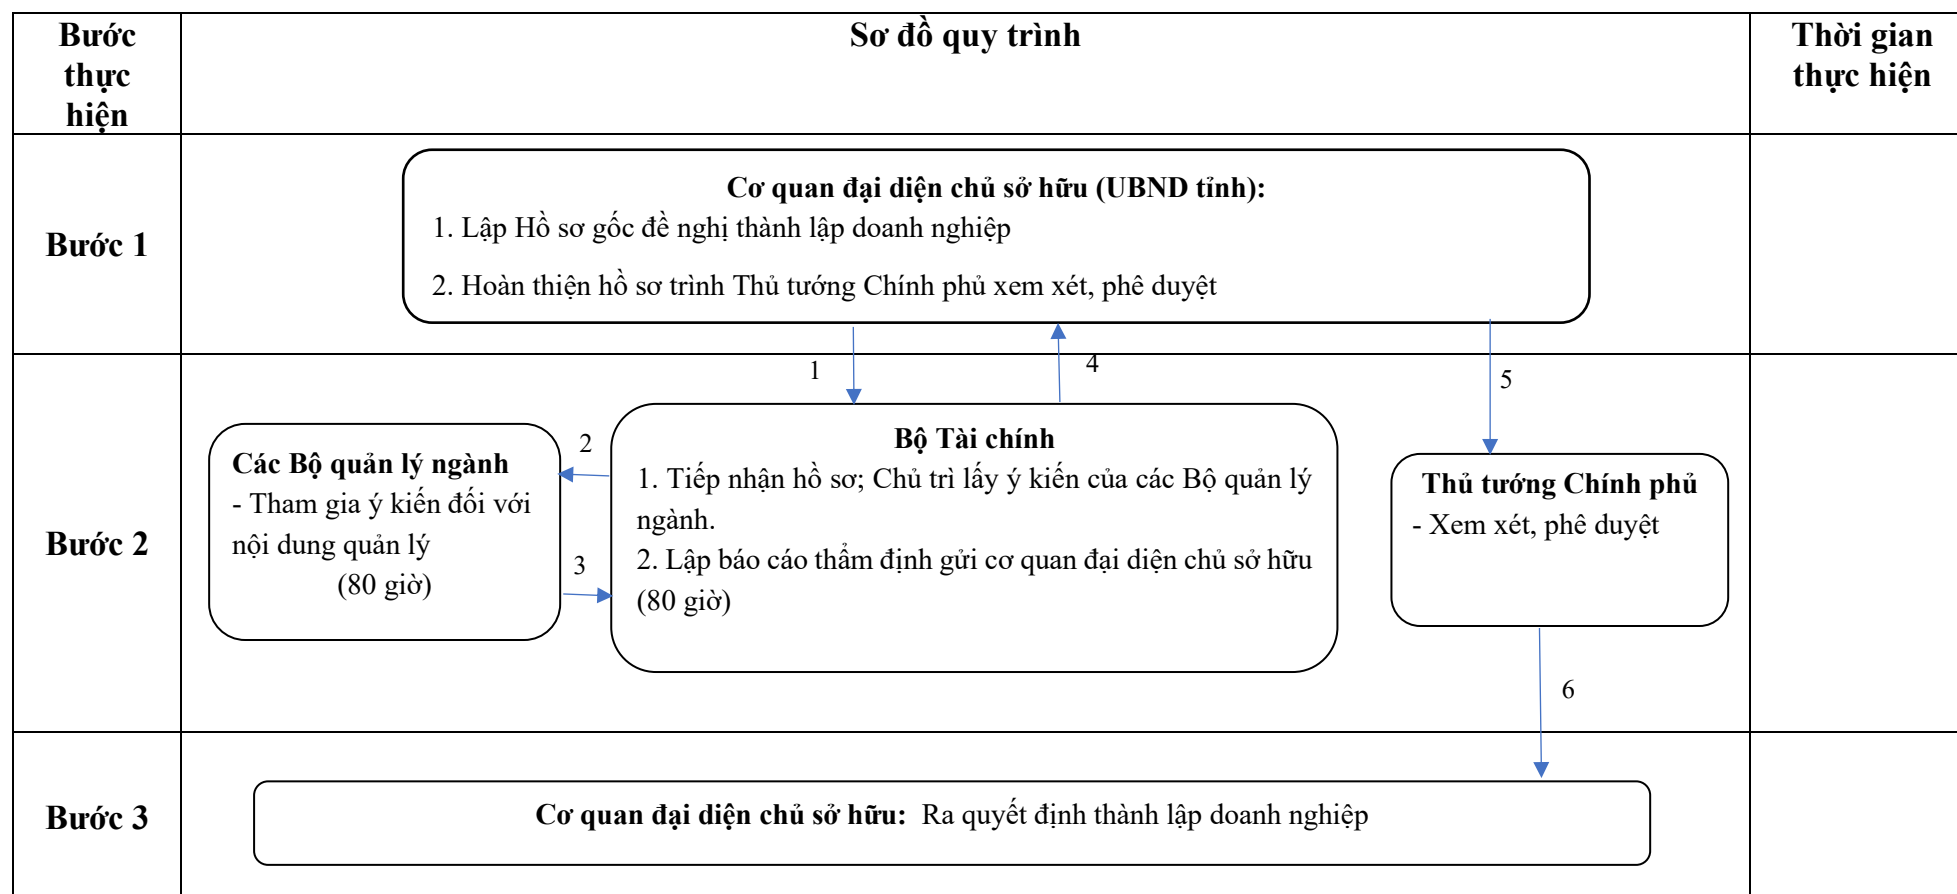 Bước
thực
hiện
Sơ đồ quy trình
Thời gian
thực hiện
Bước 1
Cơ quan đại diện chủ sở hữu (UBND tỉnh):
1. Lập Hồ sơ gốc đề nghị thành lập doanh nghiệp
2. Hoàn thiện hồ sơ trình Thủ tướng Chính phủ xem xét, phê duyệt
1
4
5
Bước 2
Các Bộ quản lý ngành
- Tham gia ý kiến đối với
nội dung quản lý
(80 giờ)
2
3
Bộ Tài chính
1. Tiếp nhận hồ sơ; Chủ trì lấy ý kiến của các Bộ quản lý
ngành.
2. Lập báo cáo thẩm định gửi cơ quan đại diện chủ sở hữu
(80 giờ)
Thủ tướng Chính phủ
- Xem xét, phê duyệt
6
Bước 3
Cơ quan đại diện chủ sở hữu: Ra quyết định thành lập doanh nghiệp